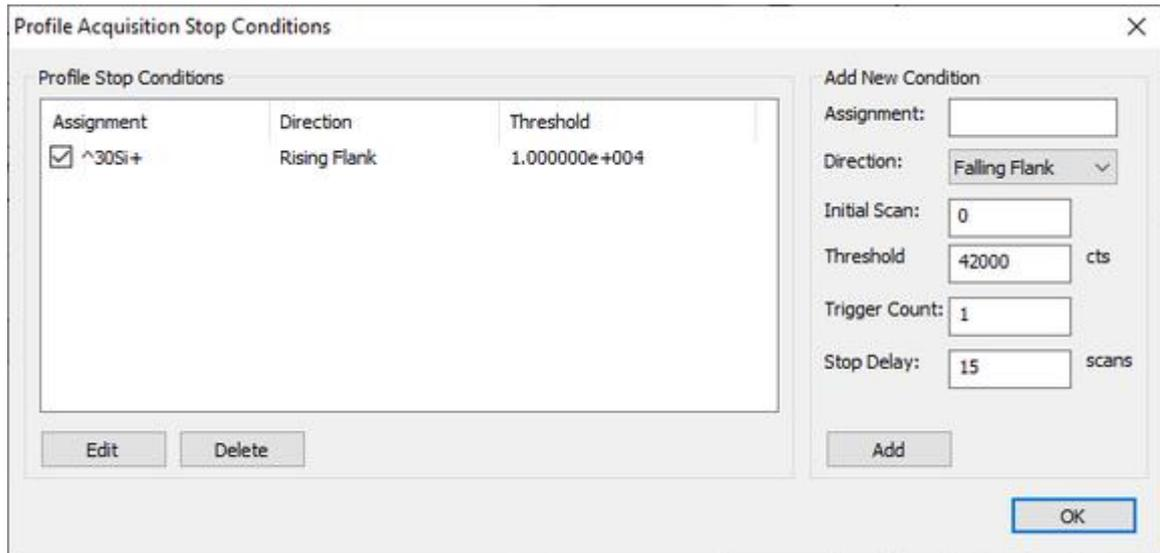 Profile Acquisition Stop Conditions
Profile Stop Conditions
Assignment Direction Threshold
^30Si+ Rising Flank 1.000000e+004
Edit Delete
Add New Condition
Assignment:
Direction: Falling Flank
Initial Scan: 0
Threshold 42000 cts
Trigger Count: 1
Stop Delay: 15 scans
Add
OK